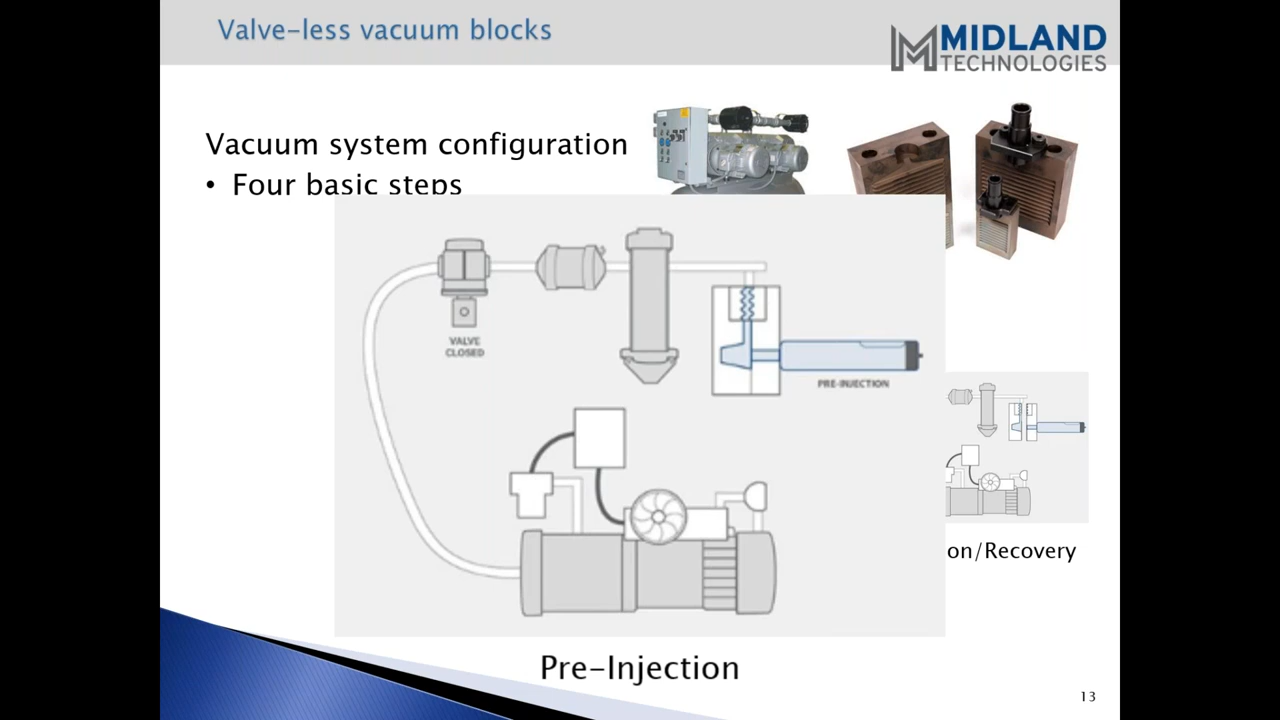 Valve-less vacuum blocks
MIDLAND
TECHNOLOGIES
Vacuum system configuration
• Four basic steps
VALVE
CLOSED
PRE-INJECTION
on/Recovery
Pre-Injection
13